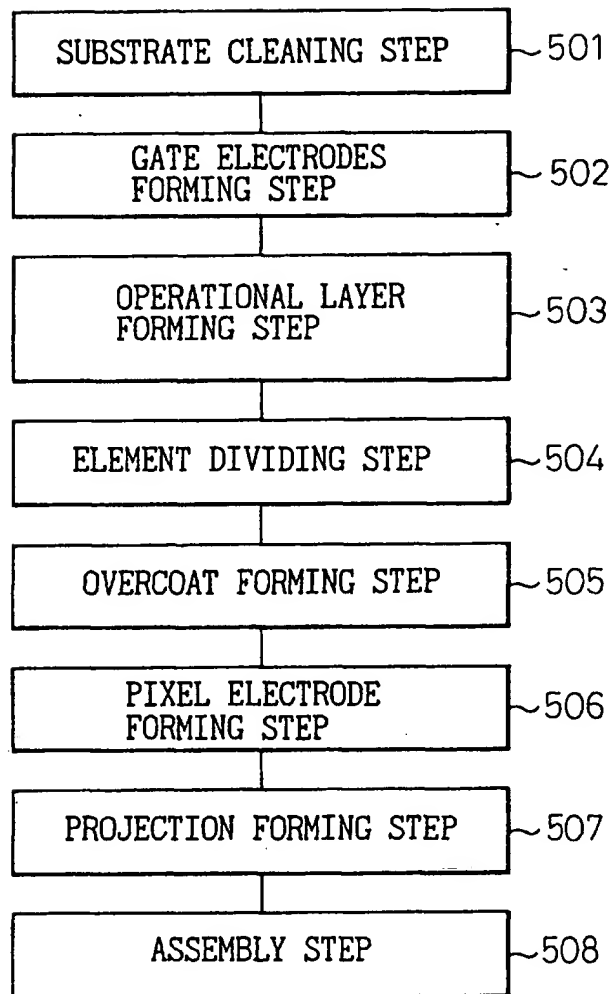 SUBSTRATE CLEANING STEP 501
GATE ELECTRODES
FORMING STEP 502
OPERATIONAL LAYER
FORMING STEP 503
ELEMENT DIVIDING STEP 504
OVERCOAT FORMING STEP 505
PIXEL ELECTRODE
FORMING STEP 506
PROJECTION FORMING STEP 507
ASSEMBLY STEP 508